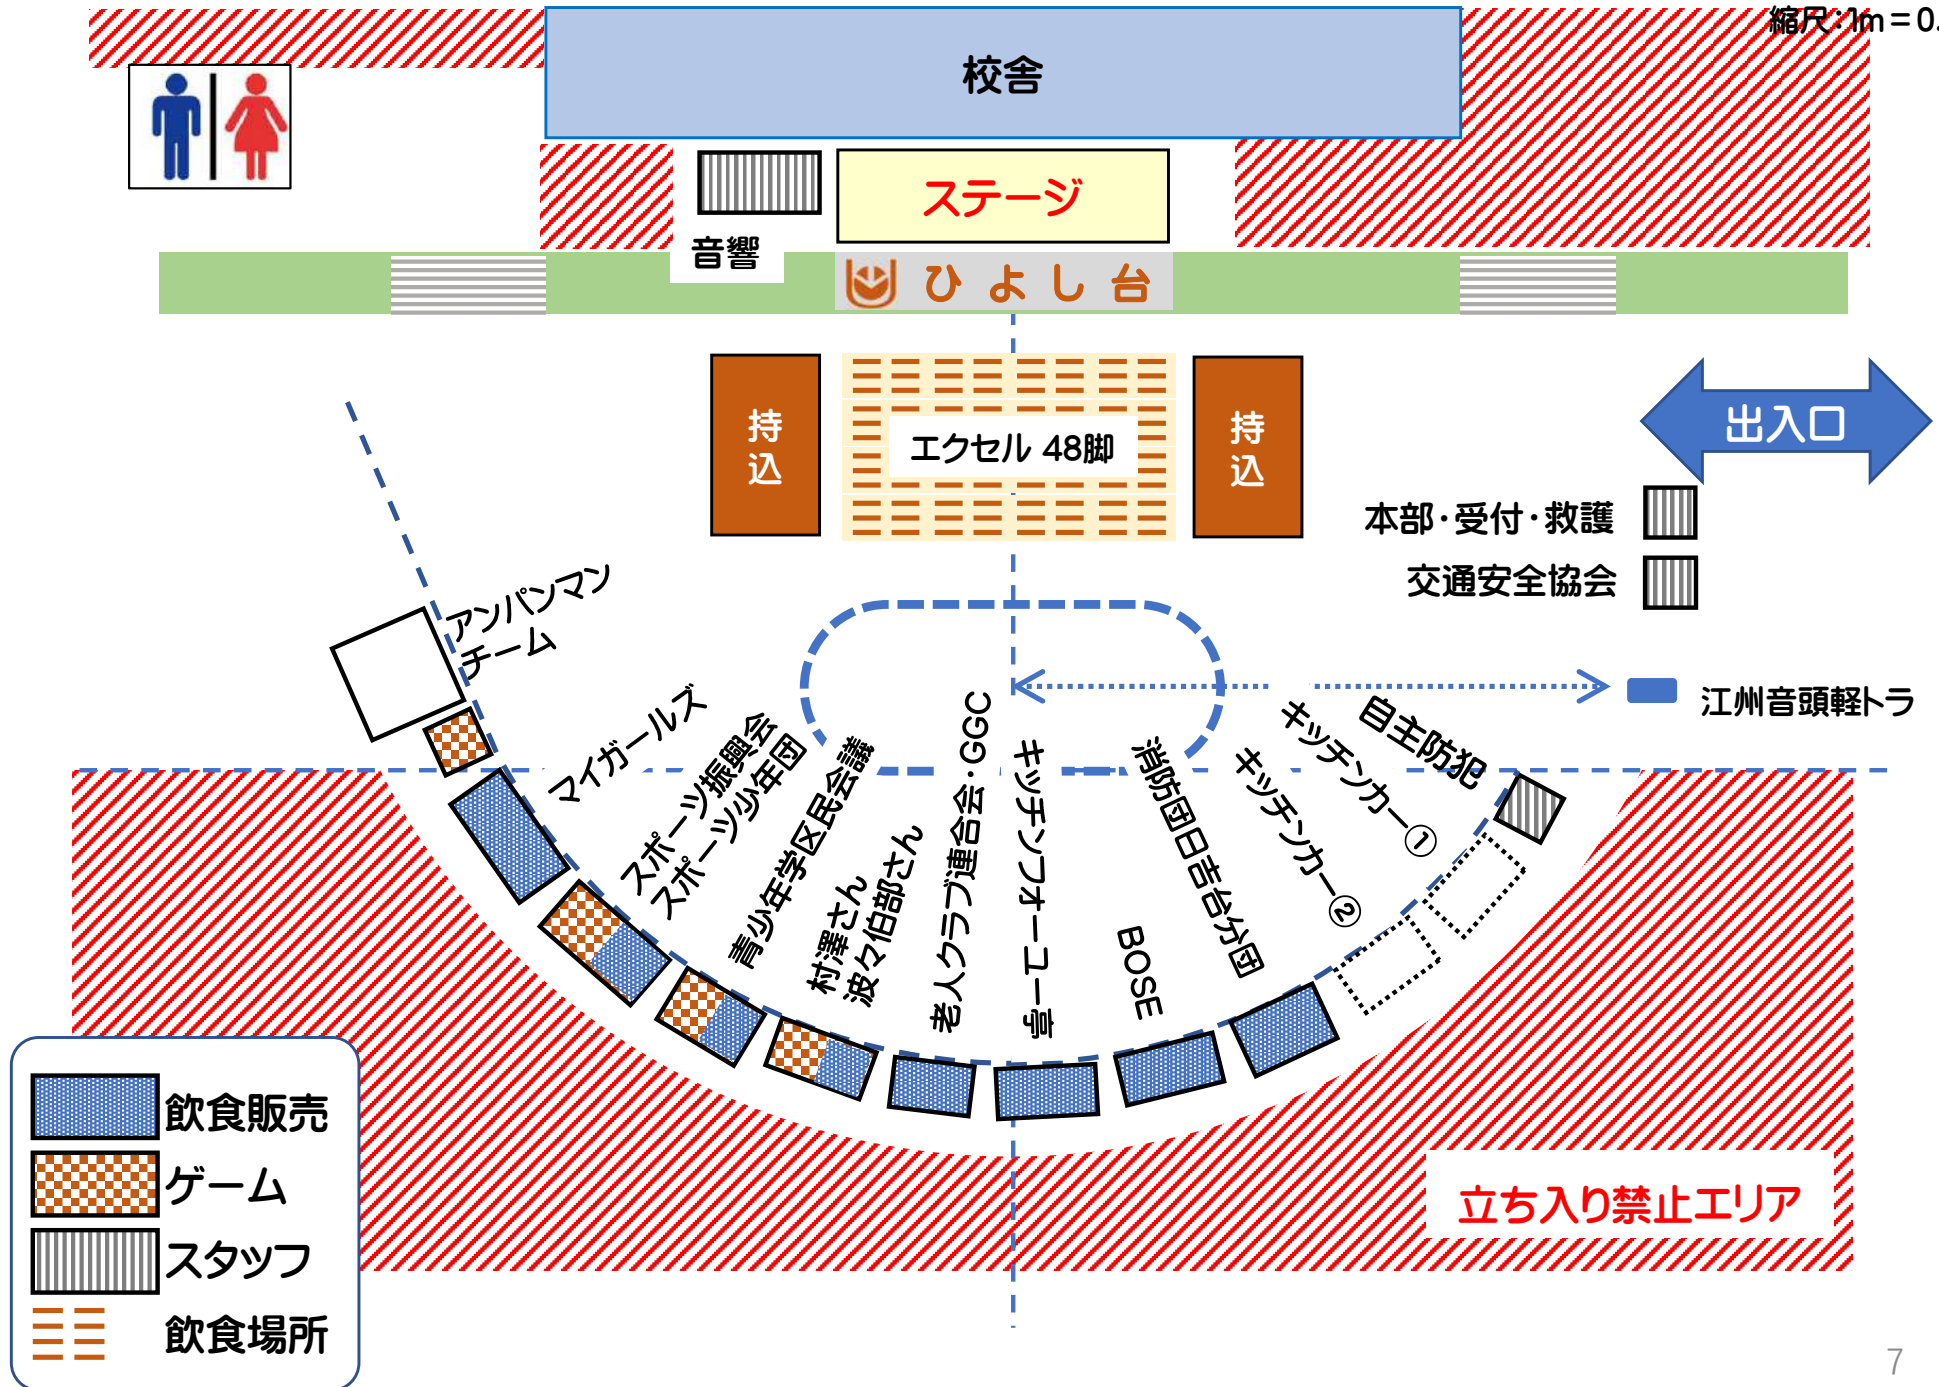 縮尺:1m=0.
校舎
ステージ
音響
ひよし台
持込
エクセル 48脚
持込
出入口
本部・受付・救護
交通安全協会
江州音頭軽トラ
アンパンマン
チーム
マイガールズ
スポーツ振興会
スポーツ少年団
青少年学区民会議
村澤さん
波々伯部さん
老人クラブ連合会・GGC
キッチンフォーユー亭
BOSE
消防団日吉台分団
キッチンカー②
キッチンカー①
自主防犯
飲食販売
ゲーム
スタッフ
飲食場所
立ち入り禁止エリア
7